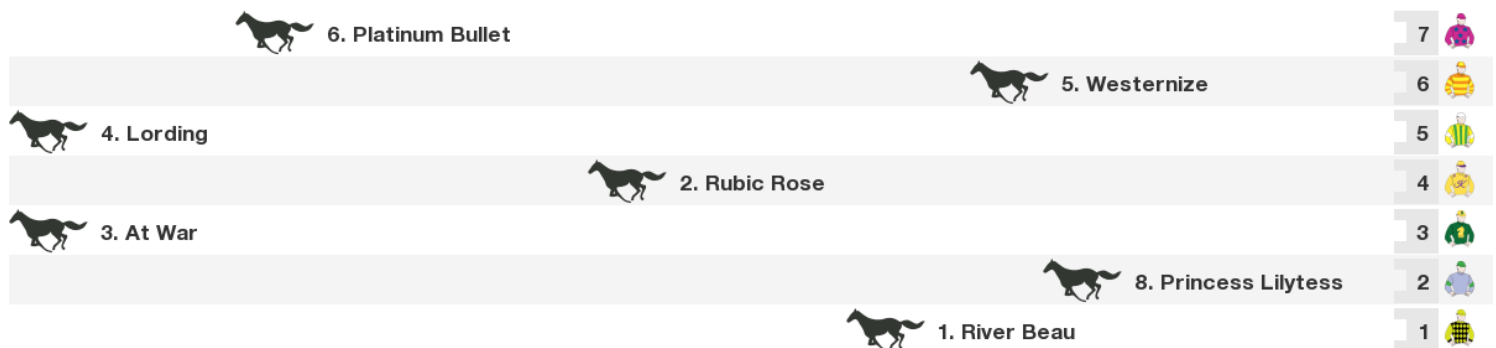 6. Platinum Bullet 7
5. Westernize 6
4. Lording 5
2. Rubic Rose 4
3. At War 3
8. Princess Lilytess 2
1. River Beau 1